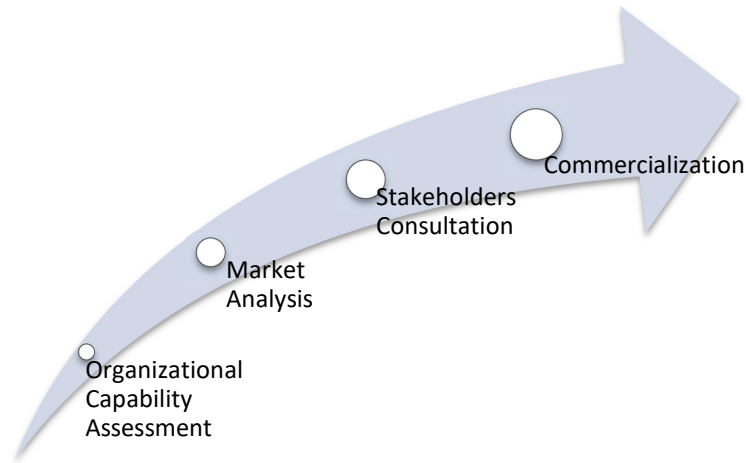 Organizational
Capability
Assessment
Market
Analysis
Stakeholders
Consultation
Commercialization